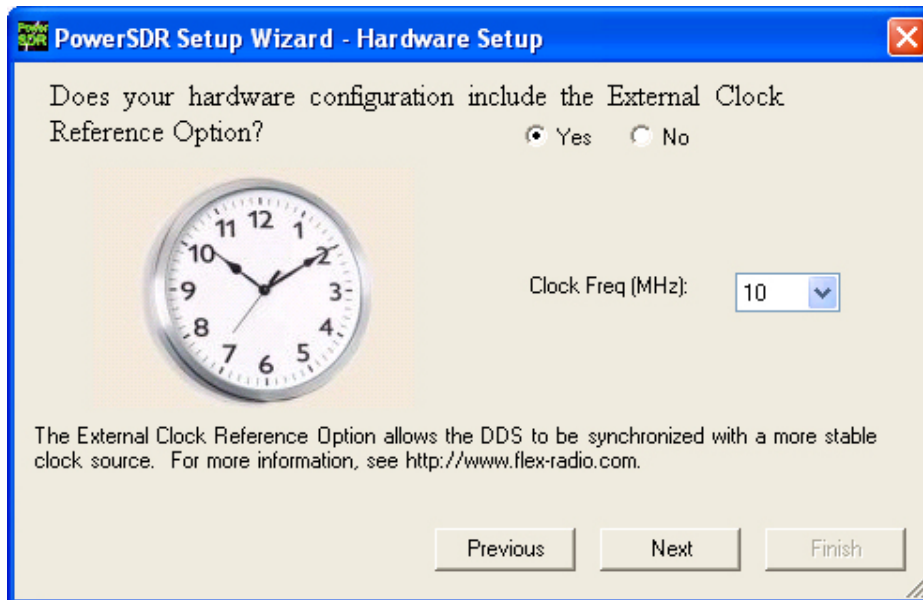 Power SDR PowerSDR Setup Wizard - Hardware Setup
Does your hardware configuration include the External Clock
Reference Option? Yes No
12
11 1
10 2
9 3
8 4
7 5
6
Clock Freq (MHz): 10
The External Clock Reference Option allows the DDS to be synchronized with a more stable
clock source. For more information, see http://www.flex-radio.com.
Previous Next Finish